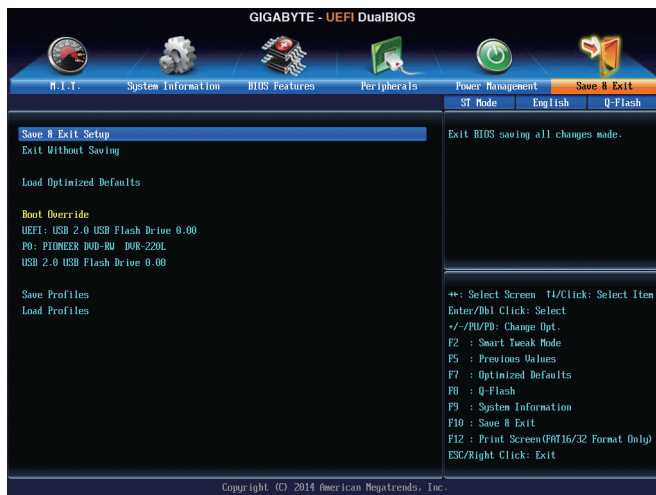 GIGABYTE - UEFI DualBIOS
M.I.T.
System Information
BIOS Features
Peripherals
Power Management
Save & Exit
ST Mode
English
Q-Flash
Save & Exit Setup
Exit Without Saving
Load Optimized Defaults
Boot Override
UEFI: USB 2.0 USB Flash Drive 0.00
P0: PIONEER DVD-RW DVR-220L
USB 2.0 USB Flash Drive 0.00
Save Profiles
Load Profiles
Exit BIOS saving all changes made.
↔: Select Screen ↑↓/Click: Select Item
Enter/Dbl Click: Select
+/-/PU/PD: Change Opt.
F2 : Smart Tweak Mode
F5 : Previous Values
F7 : Optimized Defaults
F8 : Q-Flash
F9 : System Information
F10 : Save & Exit
F12 : Print Screen(FAT16/32 Format Only)
ESC/Right Click: Exit
Copyright (C) 2014 American Megatrends, Inc.